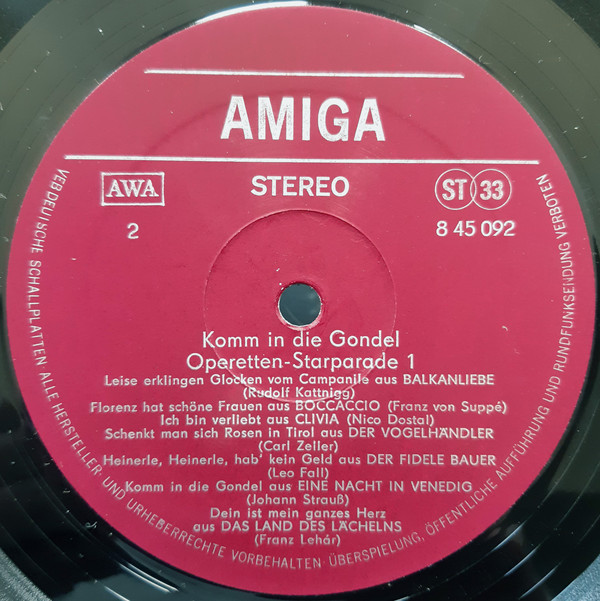 AMIGA
AWA
STEREO
ST 33
2
8 45 092
Komm in die Gondel
Operetten-Starparade 1
Leise erklingen Glocken vom Campanile aus BALKANLIEBE
(Rudolf Kattnigg)
Florenz hat schöne Frauen aus BOCCACCIO (Franz von Suppé)
Ich bin verliebt aus CLIVIA (Nico Dostal)
Schenkt man sich Rosen in Tirol aus DER VOGELHÄNDLER
(Carl Zeller)
Heinerle, Heinerle, hab' kein Geld aus DER FIDELE BAUER
(Leo Fall)
Komm in die Gondel aus EINE NACHT IN VENEDIG
(Johann Strauß)
Dein ist mein ganzes Herz
aus DAS LAND DES LÄCHELNS
(Franz Lehár)
VEB DEUTSCHE SCHALLPLATTEN ALLE HERSTELLER- UND URHEBERRECHTE VORBEHALTEN · ÜBERSPIELUNG, ÖFFENTLICHE AUFFÜHRUNG UND RUNDFUNKSENDUNG VERBOTEN